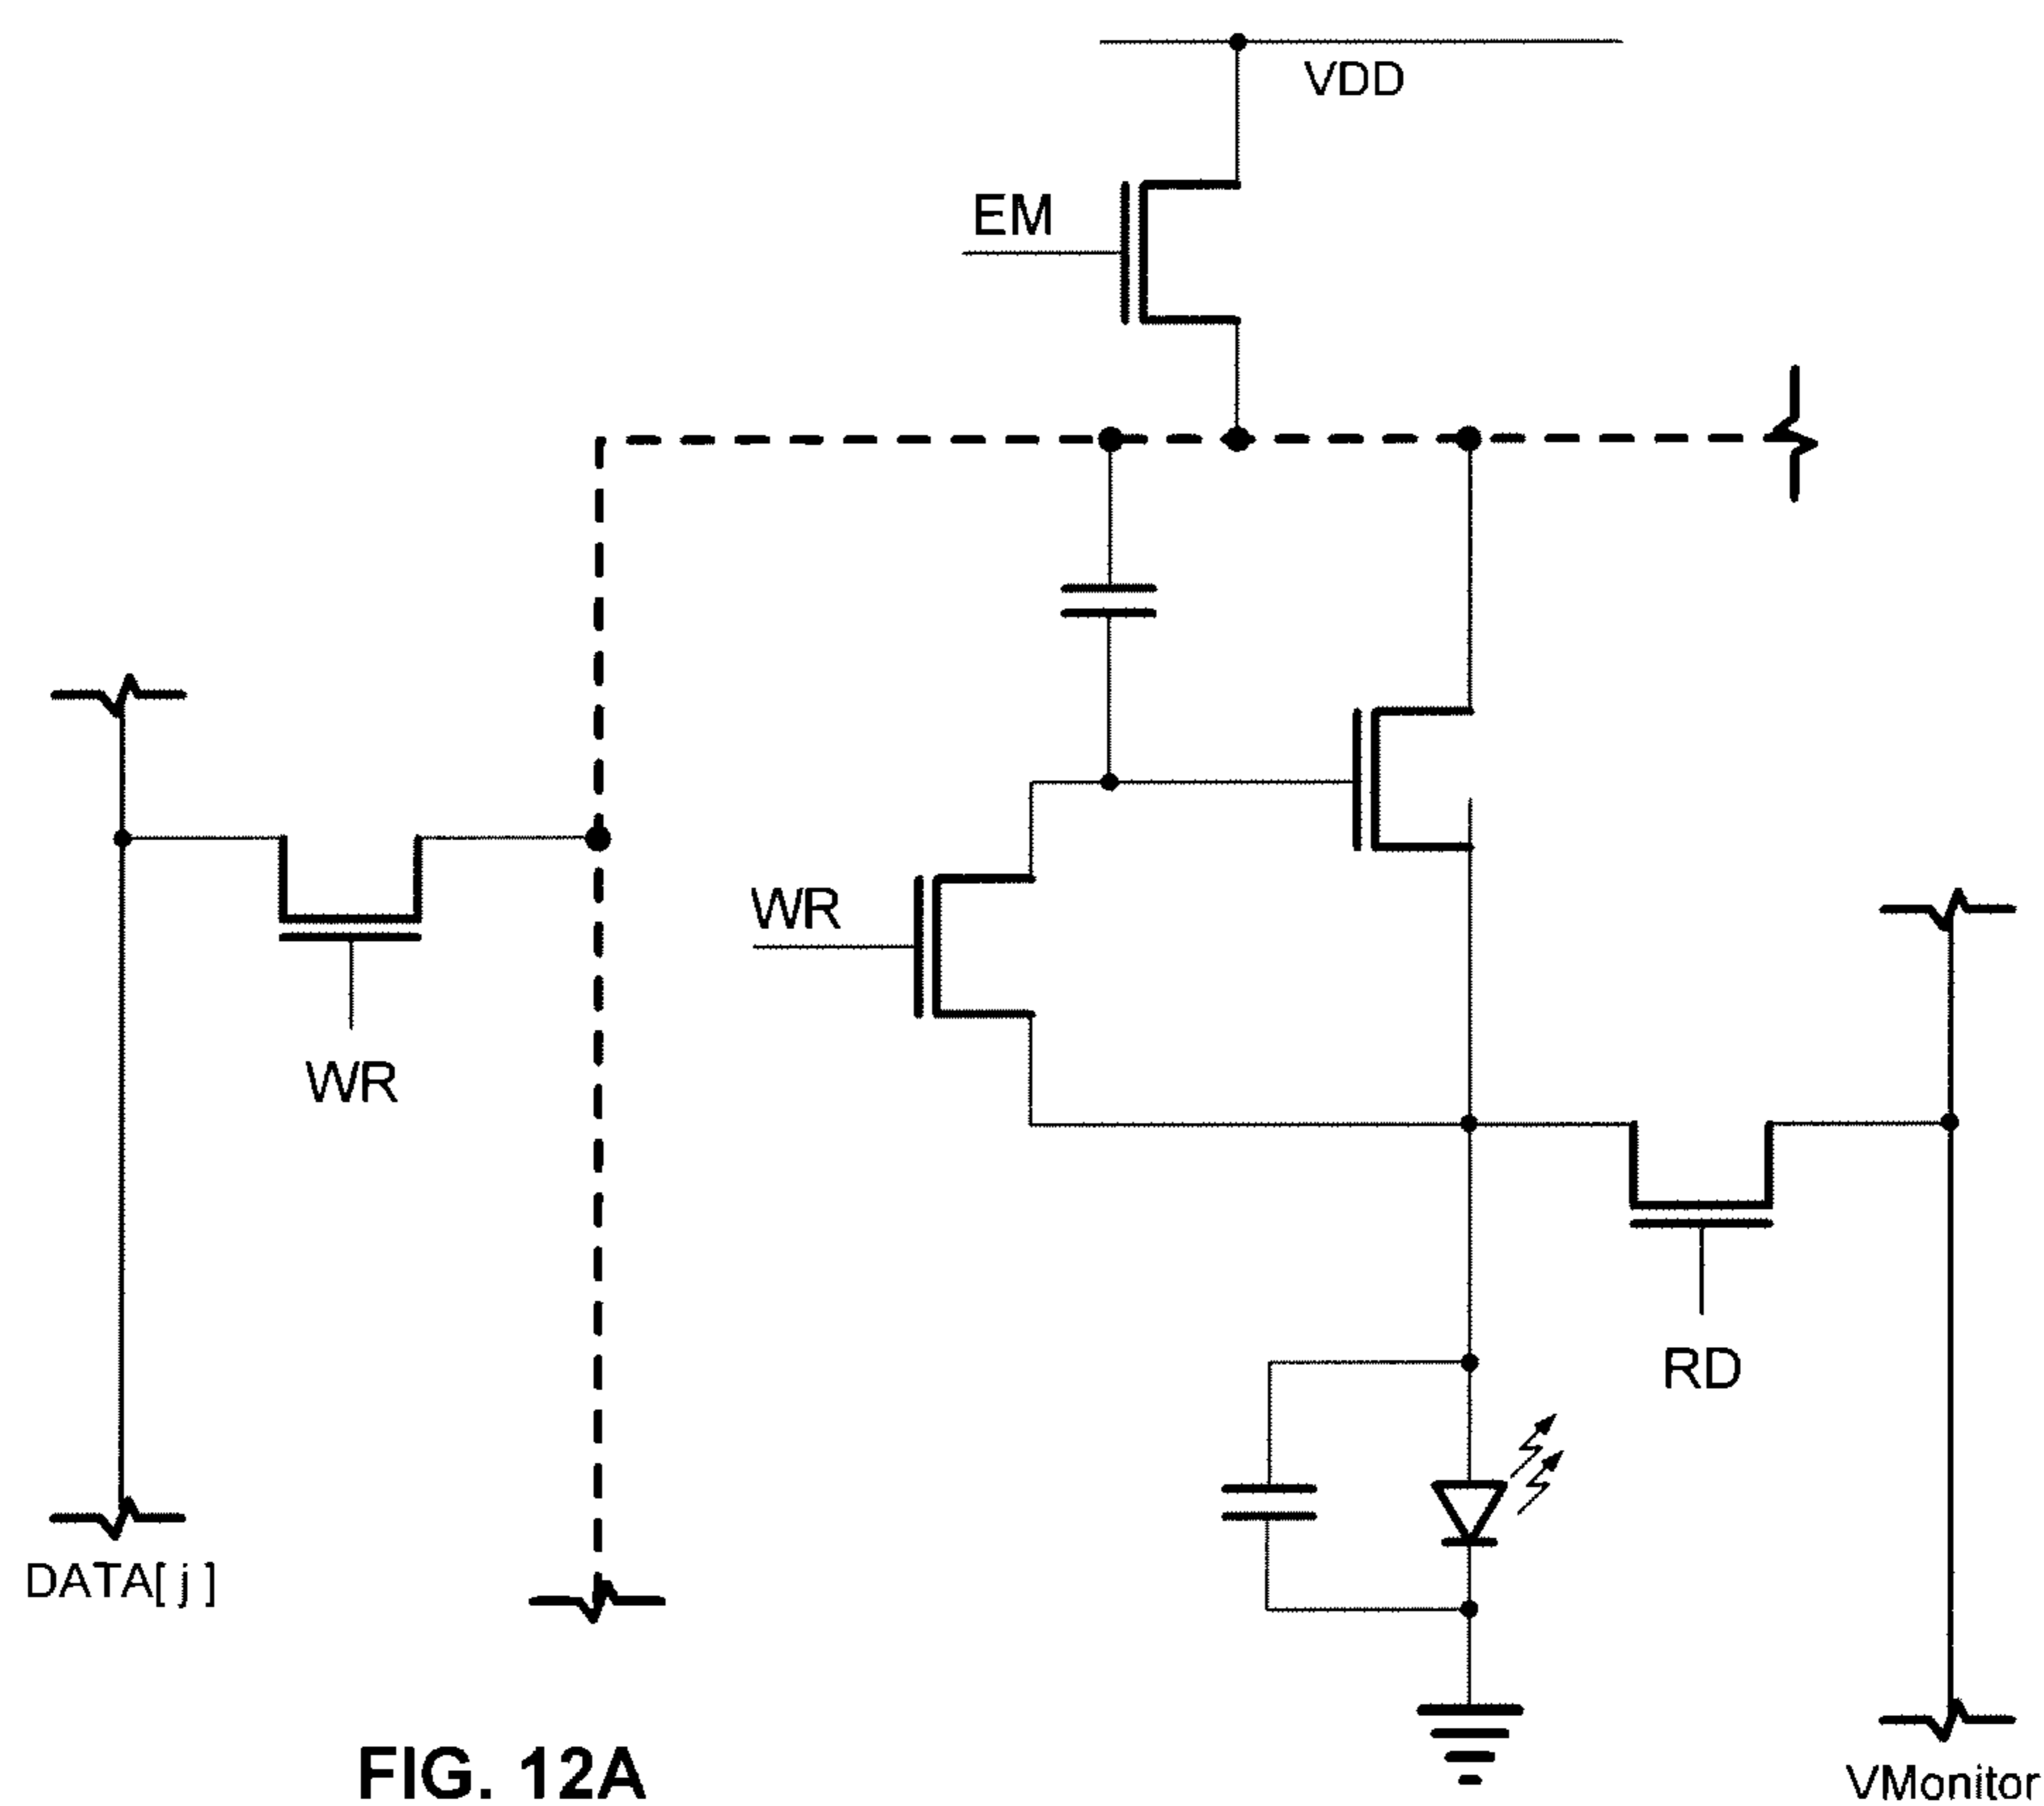 VDD
EM
WR
WR
RD
DATA[ j ]
FIG. 12A
VMonitor